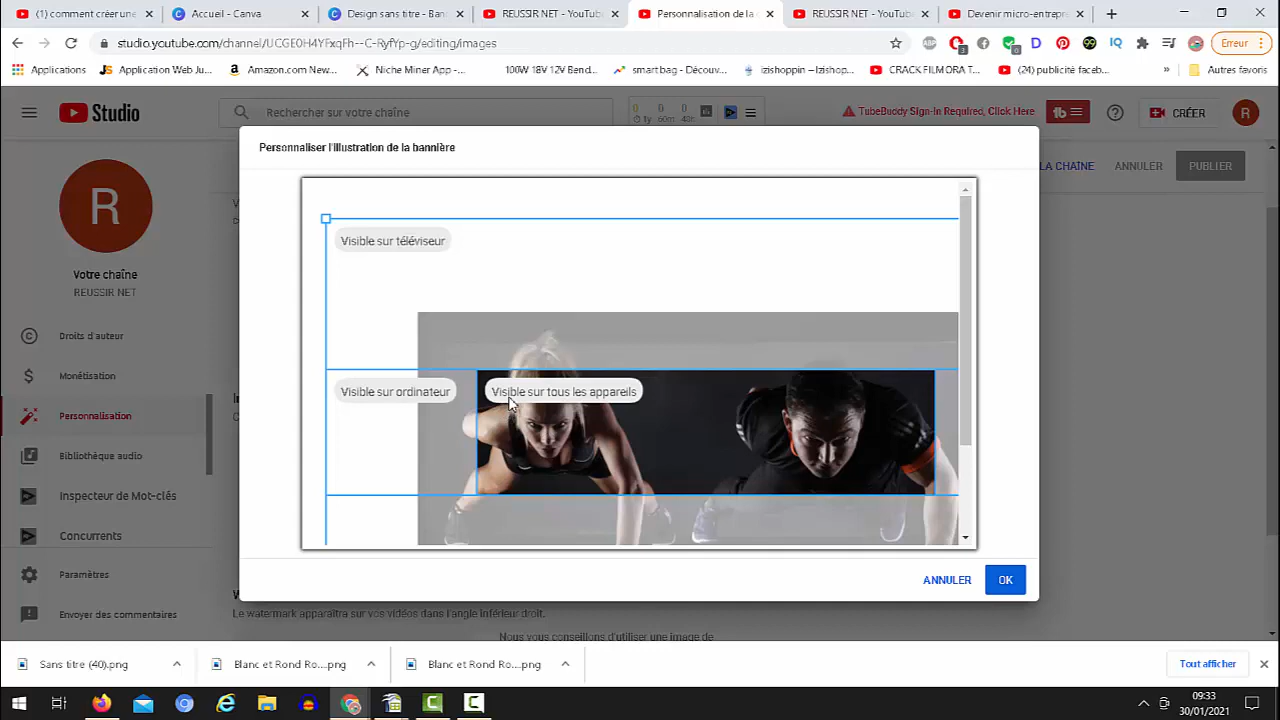 (1) comment créer une
Accueil - Canva
Design sans titre - Ban
REUSSIR NET - YouTube
Personnalisation de la c
REUSSIR NET - YouTube
Devenir micro-entrepre
studio.youtube.com/channel/UCGE0H4YFxqFh--C-RyfYp-g/editing/images
Erreur
Applications
Application Web Ju...
Amazon.com New...
Niche Miner App -...
100W 18V 12V Bend...
smart bag - Découv...
izishoppin – Izishop...
CRACK FILMORA T...
(24) publicité faceb...
Autres favoris
Studio
Rechercher sur votre chaîne
TubeBuddy Sign-In Required, Click Here
CRÉER
R
Personnaliser l'illustration de la bannière
LA CHAÎNE
ANNULER
PUBLIER
R
Visible sur téléviseur
Votre chaîne
REUSSIR NET
Droits d'auteur
Monétisation
Visible sur ordinateur
Visible sur tous les appareils
Personnalisation
Bibliothèque audio
Inspecteur de Mot-clés
Concurrents
Paramètres
ANNULER
OK
Envoyer des commentaires
Le watermark apparaîtra sur vos vidéos dans l'angle inférieur droit.
Nous vous conseillons d'utiliser une image de
Sans titre (40).png
Blanc et Rond Ro....png
Blanc et Rond Ro....png
Tout afficher
09:33
30/01/2021